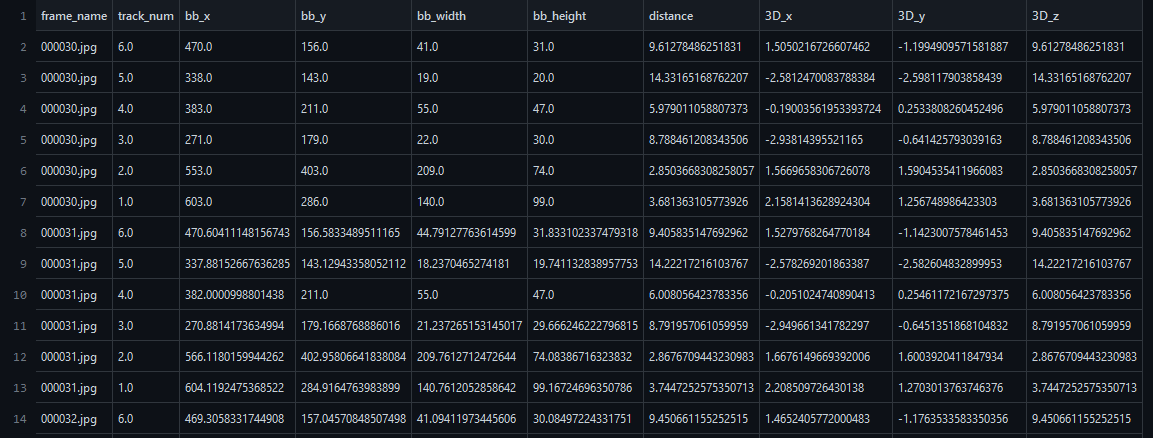 1 frame_name track_num bb_x bb_y bb_width bb_height distance 3D_x 3D_y 3D_z
2 000030.jpg 6.0 470.0 156.0 41.0 31.0 9.61278486251831 1.5050216726607462 -1.1994909571581887 9.61278486251831
3 000030.jpg 5.0 338.0 143.0 19.0 20.0 14.33165168762207 -2.5812470083788384 -2.598117903858439 14.33165168762207
4 000030.jpg 4.0 383.0 211.0 55.0 47.0 5.979011058807373 -0.19003561953393724 0.2533808260452496 5.979011058807373
5 000030.jpg 3.0 271.0 179.0 22.0 30.0 8.788461208343506 -2.93814395521165 -0.641425793039163 8.788461208343506
6 000030.jpg 2.0 553.0 403.0 209.0 74.0 2.8503668308258057 1.5669658306726078 1.5904535411966083 2.8503668308258057
7 000030.jpg 1.0 603.0 286.0 140.0 99.0 3.681363105773926 2.1581413628924304 1.256748986423303 3.681363105773926
8 000031.jpg 6.0 470.60411148156743 156.5833489511165 44.79127763614599 31.833102337479318 9.405835147692962 1.5279768264770184 -1.1423007578461453 9.405835147692962
9 000031.jpg 5.0 337.88152667636285 143.12943358052112 18.2370465274181 19.741132838957753 14.22217216103767 -2.578269201863387 -2.582604832899953 14.22217216103767
10 000031.jpg 4.0 382.0000998801438 211.0 55.0 47.0 6.008056423783356 -0.2051024740890413 0.25461172167297375 6.008056423783356
11 000031.jpg 3.0 270.8814173634994 179.1668768886016 21.237265153145017 29.666246222796815 8.791957061059959 -2.949661341782297 -0.6451351868104832 8.791957061059959
12 000031.jpg 2.0 566.1180159944262 402.95806641838084 209.7612712472644 74.08386716323832 2.8676709443230983 1.6676149669392006 1.6003920411847934 2.8676709443230983
13 000031.jpg 1.0 604.1192475368522 284.9164763983899 140.7612052858642 99.16724696350786 3.7447252575350713 2.208509726430138 1.2703013763746376 3.7447252575350713
14 000032.jpg 6.0 469.3058331744908 157.04570848507498 41.09411973445606 30.08497224331751 9.450661155252515 1.4652405772000483 -1.1763533583350356 9.450661155252515